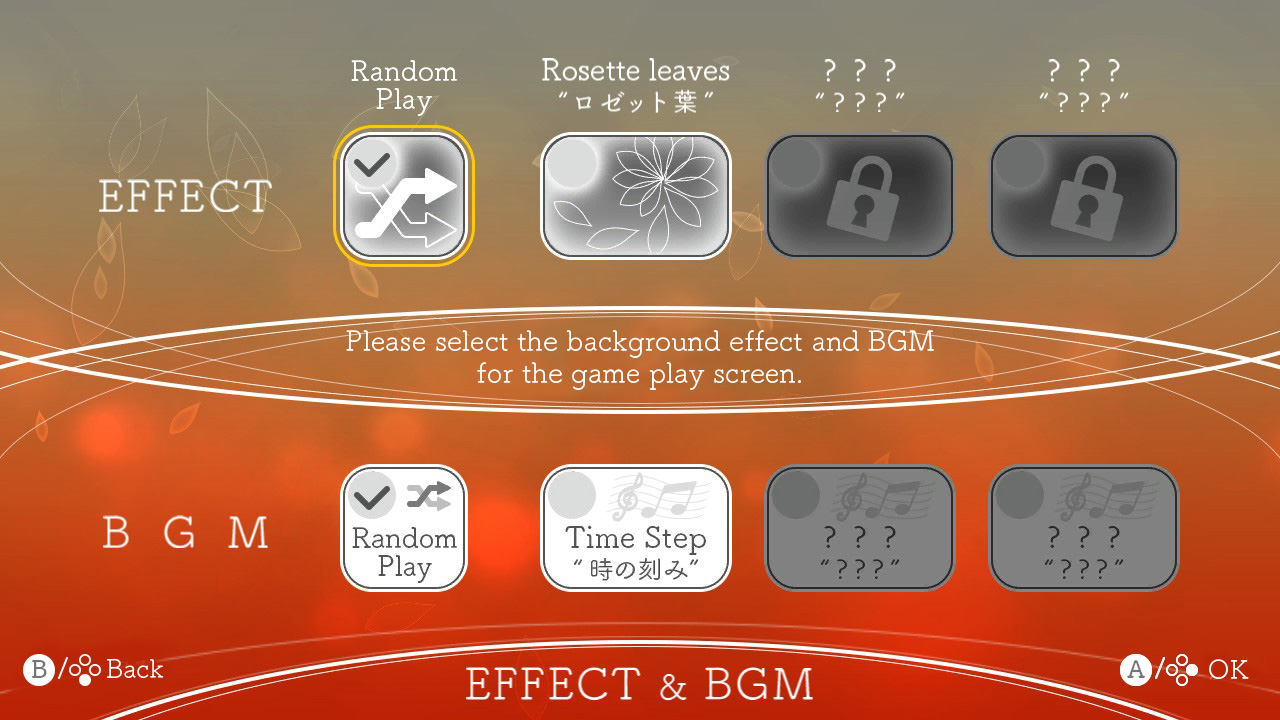 Random
Play
Rosette leaves
“ロゼット葉”
? ? ?
“???”
? ? ?
“???”
EFFECT
Please select the background effect and BGM
for the game play screen.
BGM
Random
Play
Time Step
“時の刻み”
? ? ?
“???”
? ? ?
“???”
B/ Back
EFFECT & BGM
A/ OK